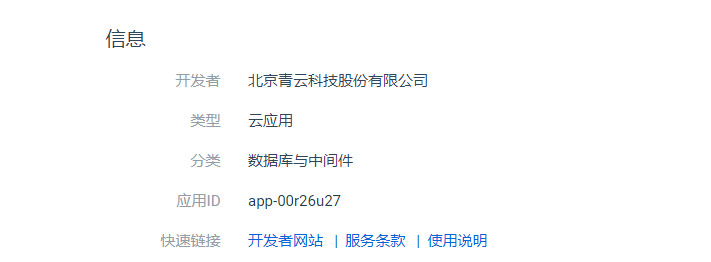 信息
开发者 北京青云科技股份有限公司
类型 云应用
分类 数据库与中间件
应用ID app-00r26u27
快速链接 开发者网站 | 服务条款 | 使用说明